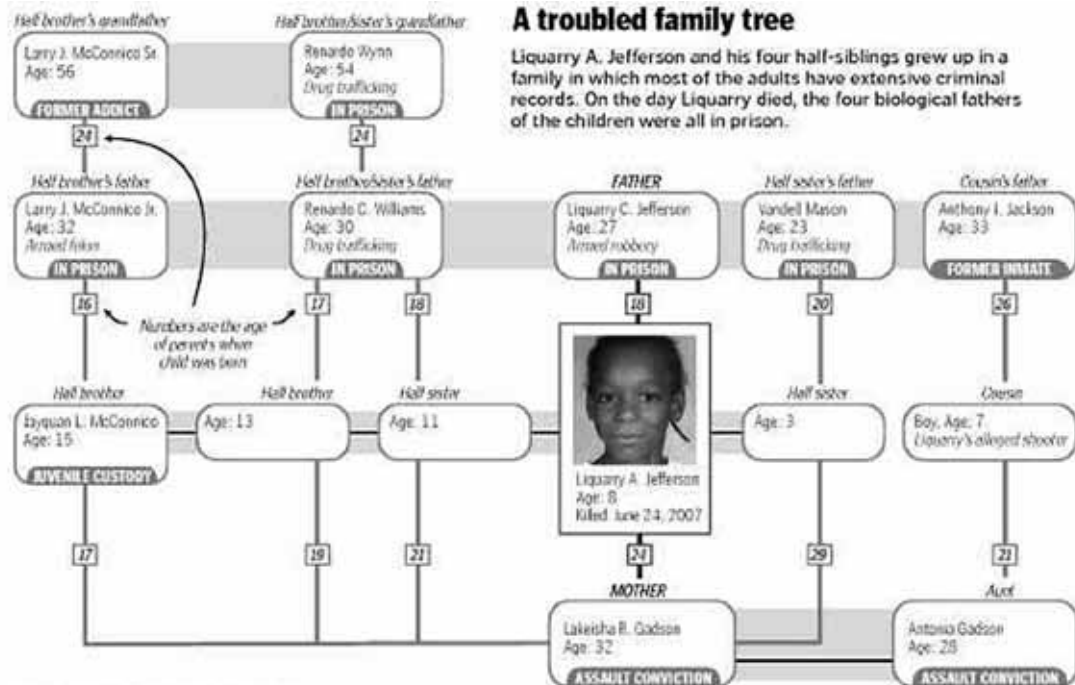 A troubled family tree
Liquarry A. Jefferson and his four half-siblings grew up in a
family in which most of the adults have extensive criminal
records. On the day Liquarry died, the four biological fathers
of the children were all in prison.
Half brother's grandfather
Larry J. McConnico Sr.
Age: 56
FORMER ADDICT
24
Half brother/sister's grandfather
Renardo Wynn
Age: 54
Drug trafficking
IN PRISON
24
Half brother's father
Larry J. McConnico Jr.
Age: 32
Armed felon
IN PRISON
16
Half brother/sister's father
Renardo C. Williams
Age: 30
Drug trafficking
IN PRISON
17
18
FATHER
Liquarry C. Jefferson
Age: 27
Armed robbery
IN PRISON
18
Half sister's father
Vandell Mason
Age: 23
Drug trafficking
IN PRISON
20
Cousin's father
Anthony I. Jackson
Age: 33
FORMER INMATE
26
Numbers are the age
of parents when
child was born
Half brother
Jayquan L. McConnico
Age: 15
JUVENILE CUSTODY
17
Half brother
Age: 13
19
Half sister
Age: 11
21
Liquarry A. Jefferson
Age: 8
Killed June 24, 2007
24
Half sister
Age: 3
29
Cousin
Boy, Age: 7
Liquarry's alleged shooter
21
MOTHER
Lakeisha R. Gadson
Age: 32
ASSAULT CONVICTION
Aunt
Antonia Gadson
Age: 28
ASSAULT CONVICTION